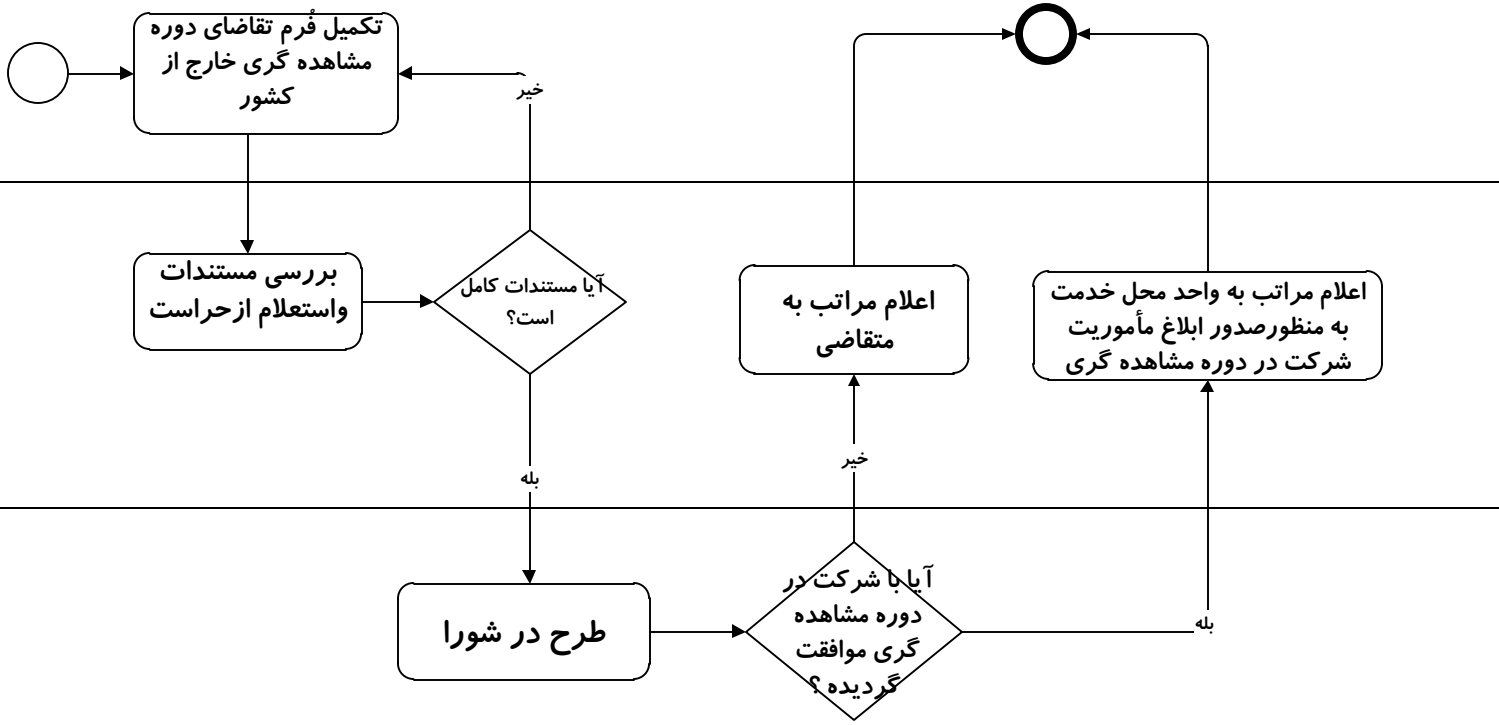 تکمیل فُرم تقاضای دوره
مشاهده گری خارج از
کشور
خیر
بررسی مستندات
واستعلام ازحراست
آیا مستندات کامل
است؟
اعلام مراتب به
متقاضی
اعلام مراتب به واحد محل خدمت
به منظورصدور ابلاغ مأموریت
شرکت در دوره مشاهده گری
بله
خیر
طرح در شورا
آیا با شرکت در
دوره مشاهده
گری موافقت
گردیده ؟
بله